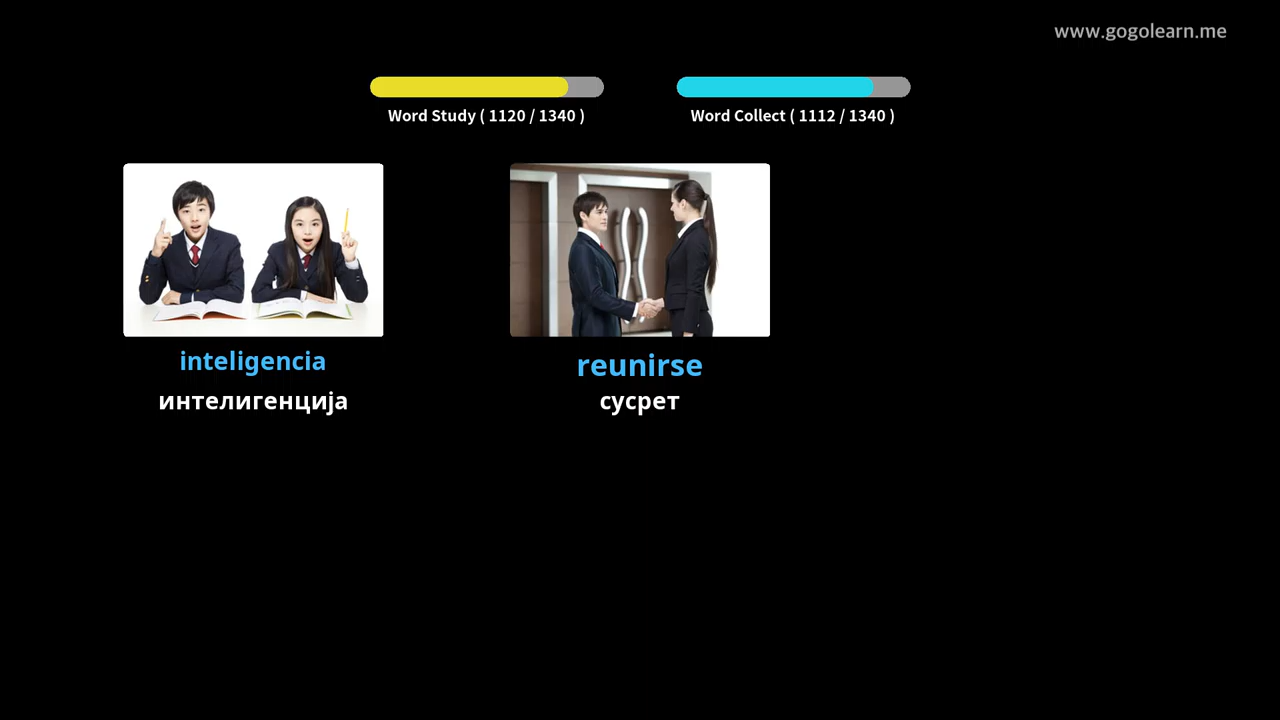 www.gogolearn.me
Word Study ( 1120 / 1340 )
Word Collect ( 1112 / 1340 )
inteligencia
интелигенција
reunirse
сусрет